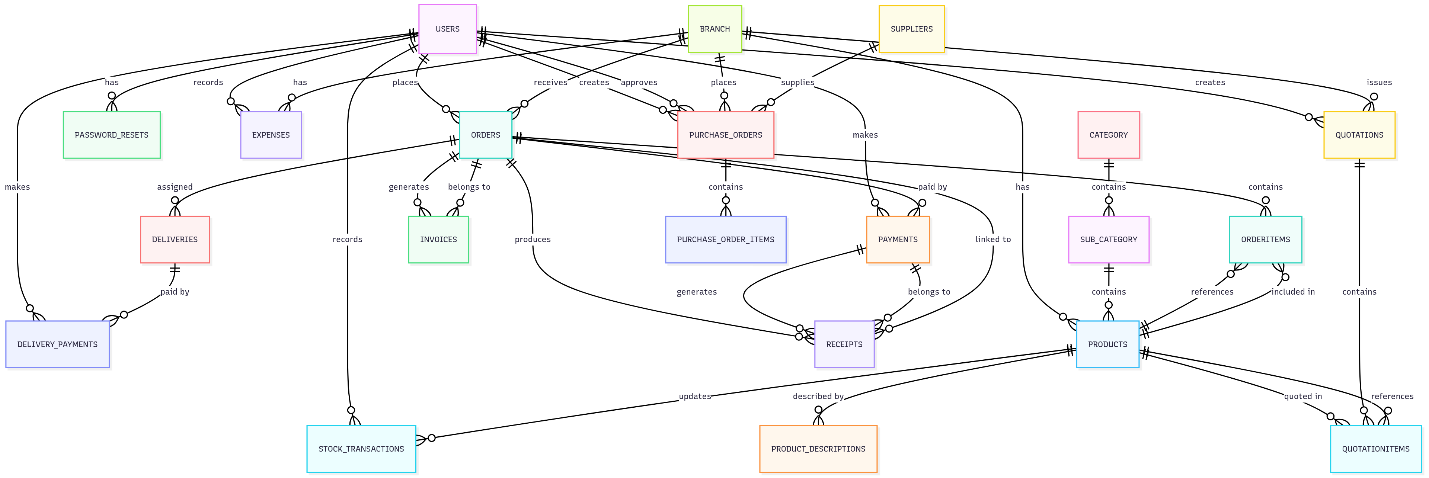 USERS
BRANCH
SUPPLIERS
has
records
has
places
receives
creates
approves
places
supplies
creates
issues
PASSWORD_RESETS
EXPENSES
ORDERS
PURCHASE_ORDERS
makes
CATEGORY
QUOTATIONS
makes
assigned
generates
belongs to
contains
paid by
has
contains
contains
DELIVERIES
records
INVOICES
produces
PURCHASE_ORDER_ITEMS
PAYMENTS
linked to
SUB_CATEGORY
ORDERITEMS
paid by
generates
belongs to
contains
references
included in
contains
DELIVERY_PAYMENTS
RECEIPTS
PRODUCTS
updates
described by
quoted in
references
STOCK_TRANSACTIONS
PRODUCT_DESCRIPTIONS
QUOTATIONITEMS